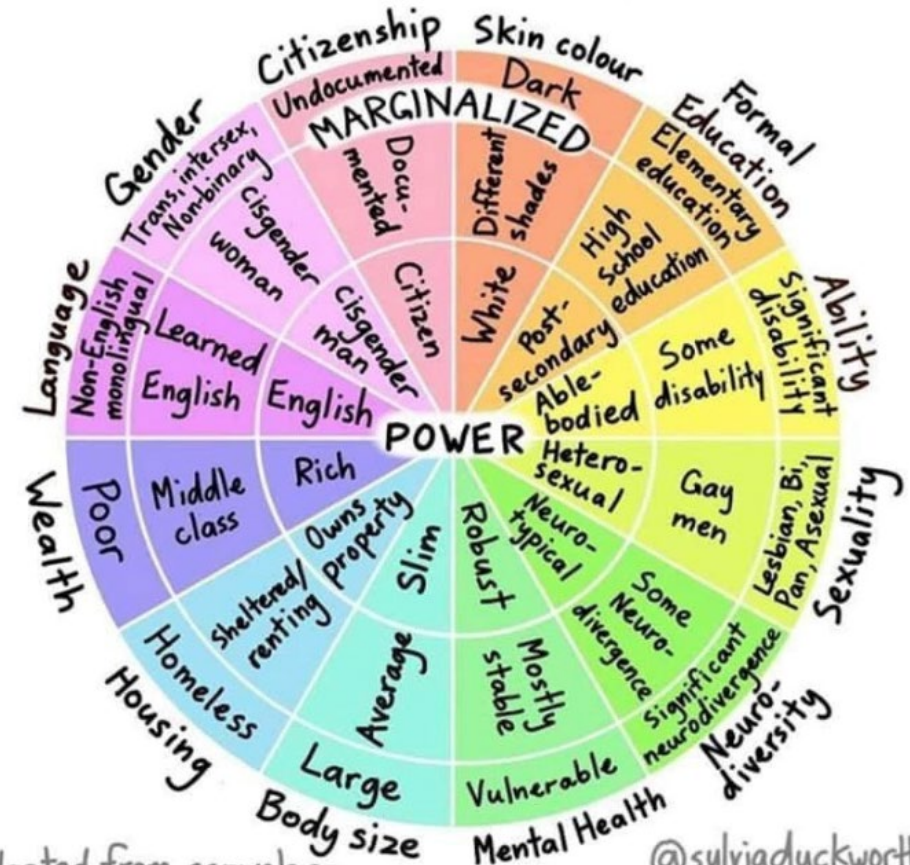 Citizenship
Undocumented
Docu-
mented
Citizen
Skin colour
Dark
Different
shades
White
Formal
Education
Elementary
education
High
School
education
Post-
secondary
Ability
Significant
disability
Some
disability
Able-
bodied
Sexuality
Lesbian, Bi,
Pan, Asexual
Gay
men
Hetero-
sexual
Neuro-
diversity
Significant
neurodivergence
Some
Neuro-
divergence
Neuro-
typical
Mental Health
Vulnerable
Mostly
stable
Robust
Body size
Large
Average
Slim
Housing
Homeless
Sheltered/
renting
Owns
property
Wealth
Poor
Middle
class
Rich
Language
Non-English
monolingual
Learned
English
English
Gender
Trans, intersex,
Non-binary
cisgender
woman
cisgender
man
MARGINALIZED
POWER
@sylviaduckworth